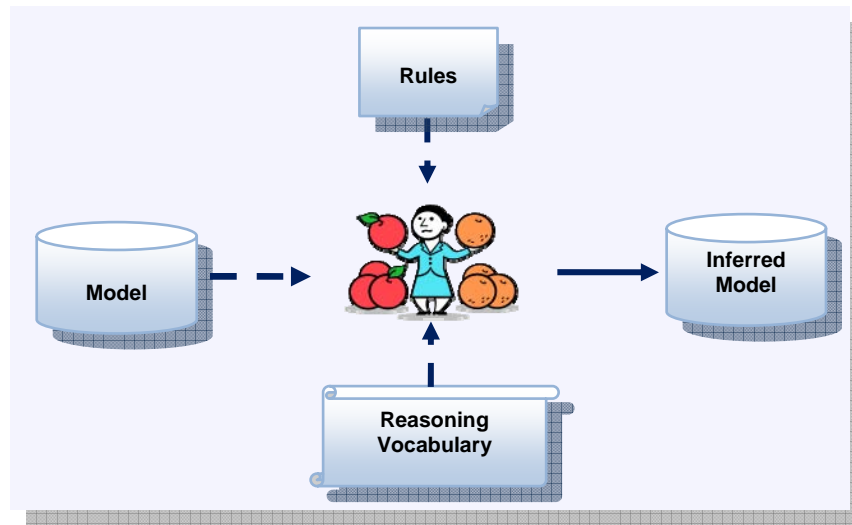 Rules
Model
Inferred
Model
Reasoning
Vocabulary